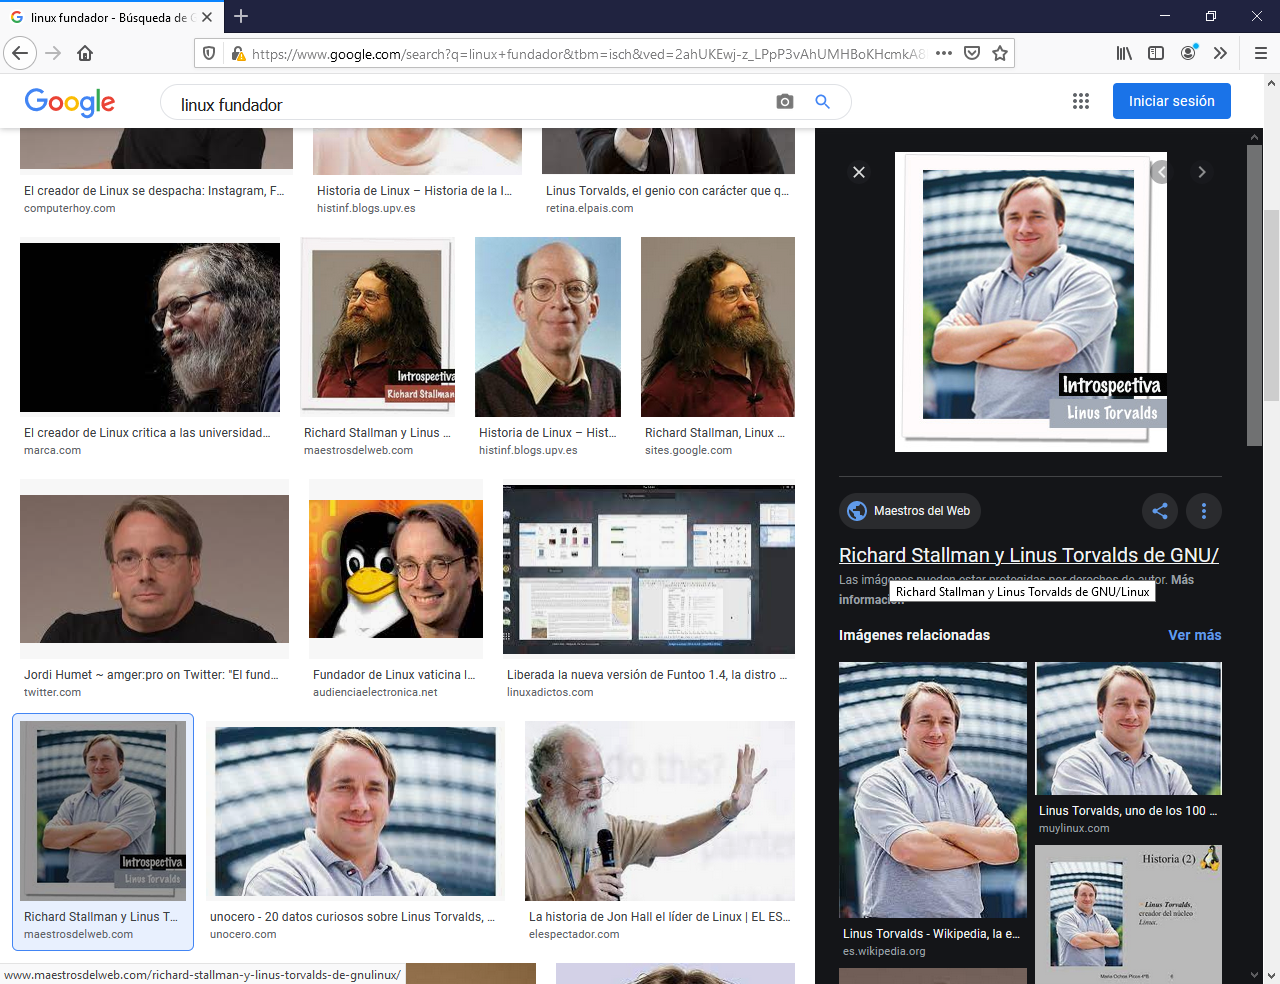 linux fundador - Búsqueda de G
https://www.google.com/search?q=linux+fundador&tbm=isch&ved=2ahUKEwj-z_LPpP3vAhUMHBoKHcmkA8
Google
linux fundador
Iniciar sesión
El creador de Linux se despacha: Instagram, F...
computerhoy.com
Historia de Linux – Historia de la I...
histinf.blogs.upv.es
Linus Torvalds, el genio con carácter que q...
retina.elpais.com
Introspectiva
Richard Stallman
El creador de Linux critica a las universidad...
marca.com
Richard Stallman y Linus ...
maestrosdelweb.com
Historia de Linux – Hist...
histinf.blogs.upv.es
Richard Stallman, Linux ...
sites.google.com
Jordi Humet ~ amger:pro on Twitter: "El fund...
twitter.com
Fundador de Linux vaticina l...
audienciaelectronica.net
Liberada la nueva versión de Funtoo 1.4, la distro ...
linuxadictos.com
Introspectiva
Linus Torvalds
do this?
Richard Stallman y Linus T...
maestrosdelweb.com
unocero - 20 datos curiosos sobre Linus Torvalds, ...
unocero.com
La historia de Jon Hall el líder de Linux | EL ES...
elespectador.com
www.maestrosdelweb.com/richard-stallman-y-linus-torvalds-de-gnulinux/
Introspectiva
Linus Torvalds
Maestros del Web
Richard Stallman y Linus Torvalds de GNU/
Las imágenes pueden estar protegidas por derechos de autor. Más
información
Richard Stallman y Linus Torvalds de GNU/Linux
Imágenes relacionadas
Ver más
Linus Torvalds - Wikipedia, la e...
es.wikipedia.org
Linus Torvalds, uno de los 100 ...
muylinux.com
Historia (2)
Linus Torvalds,
creador del núcleo
Linux.